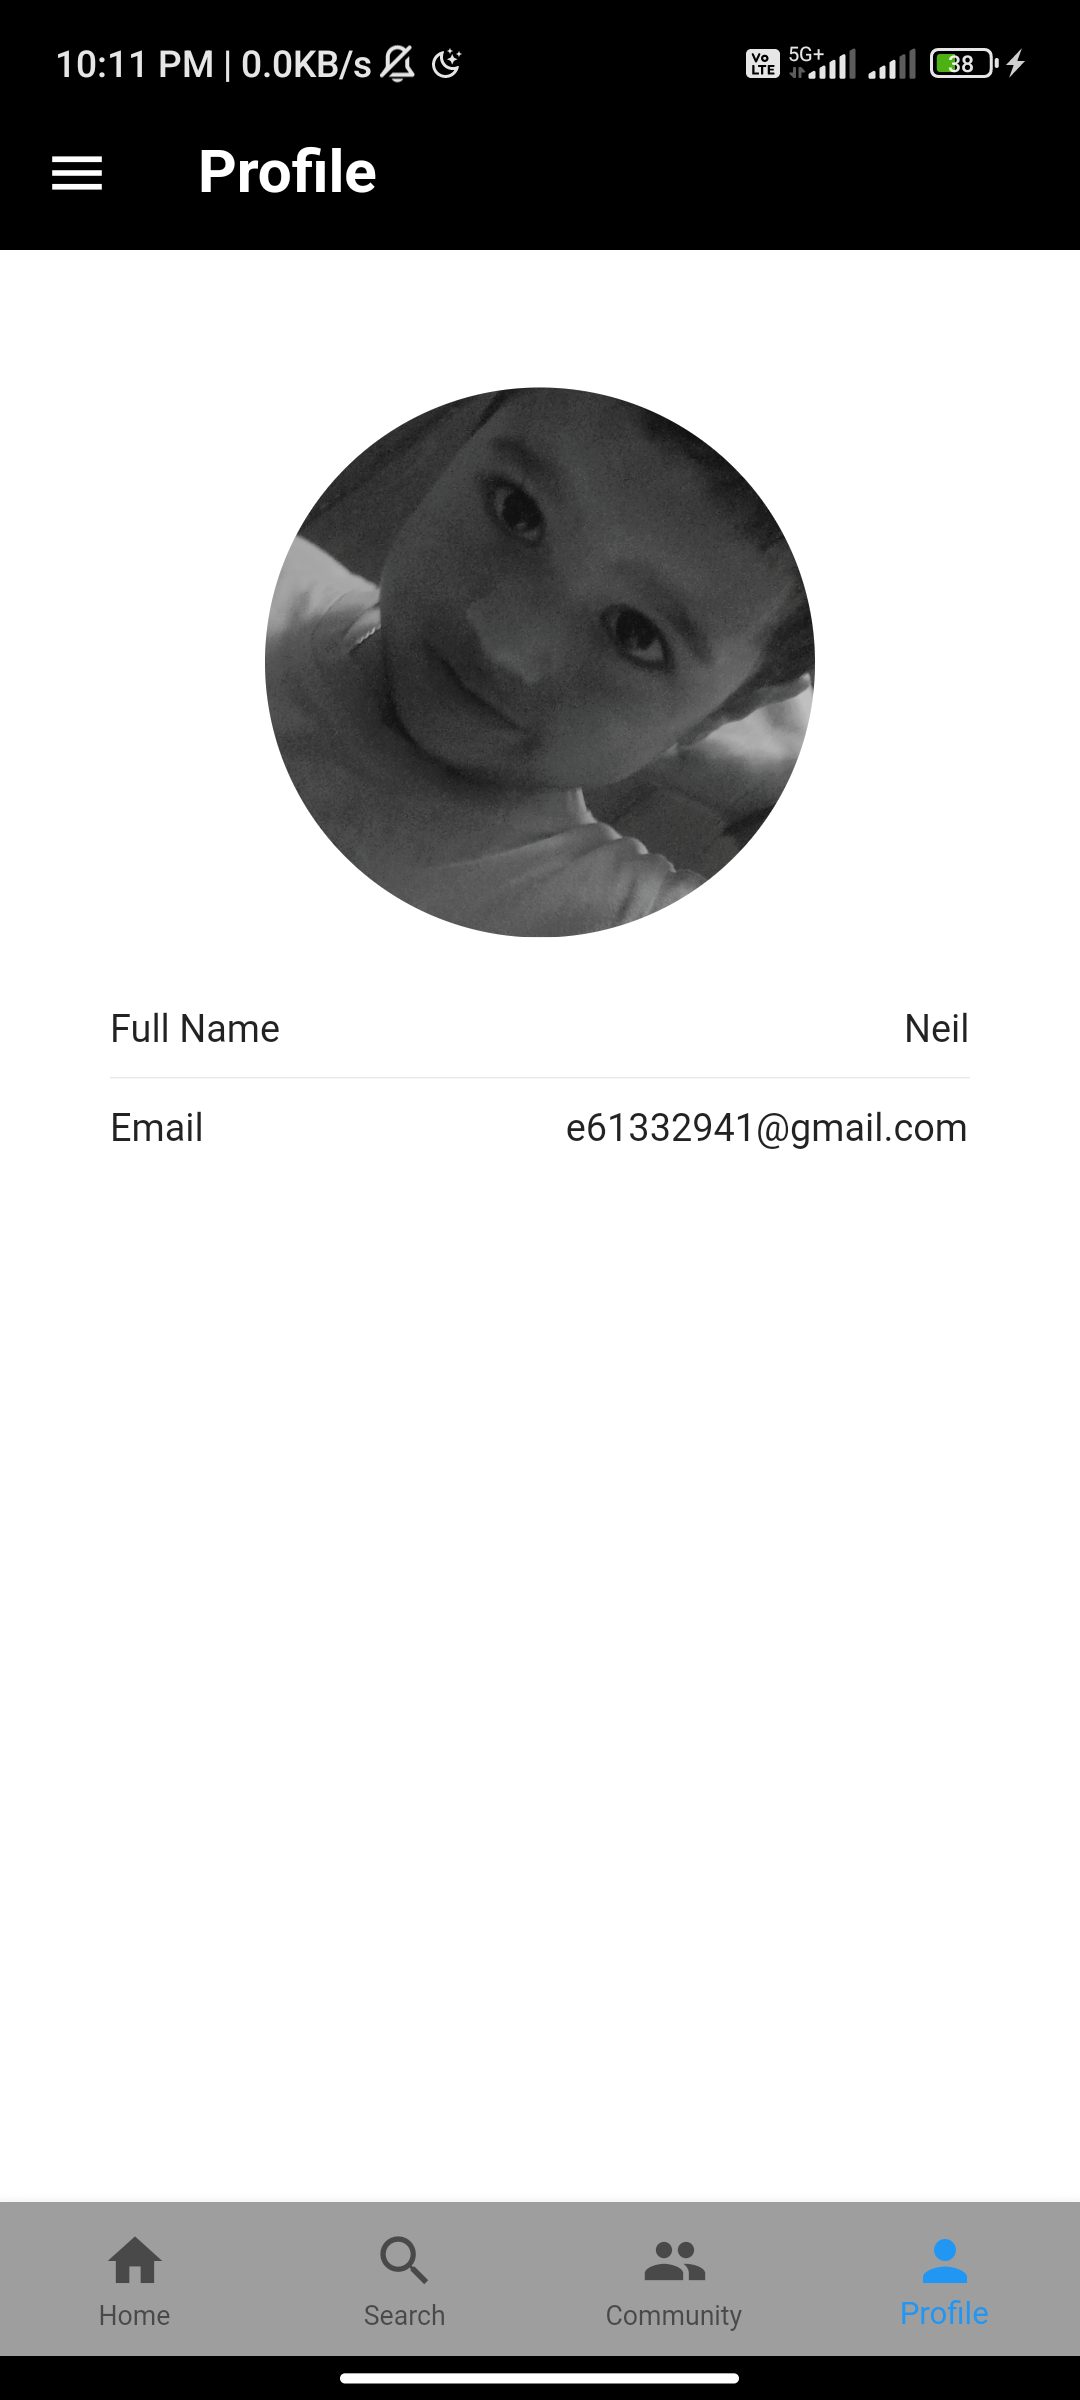 10:11 PM | 0.0KB/s Vo LTE 5G+ 38
Profile
Full Name Neil
Email e61332941@gmail.com
Home Search Community Profile